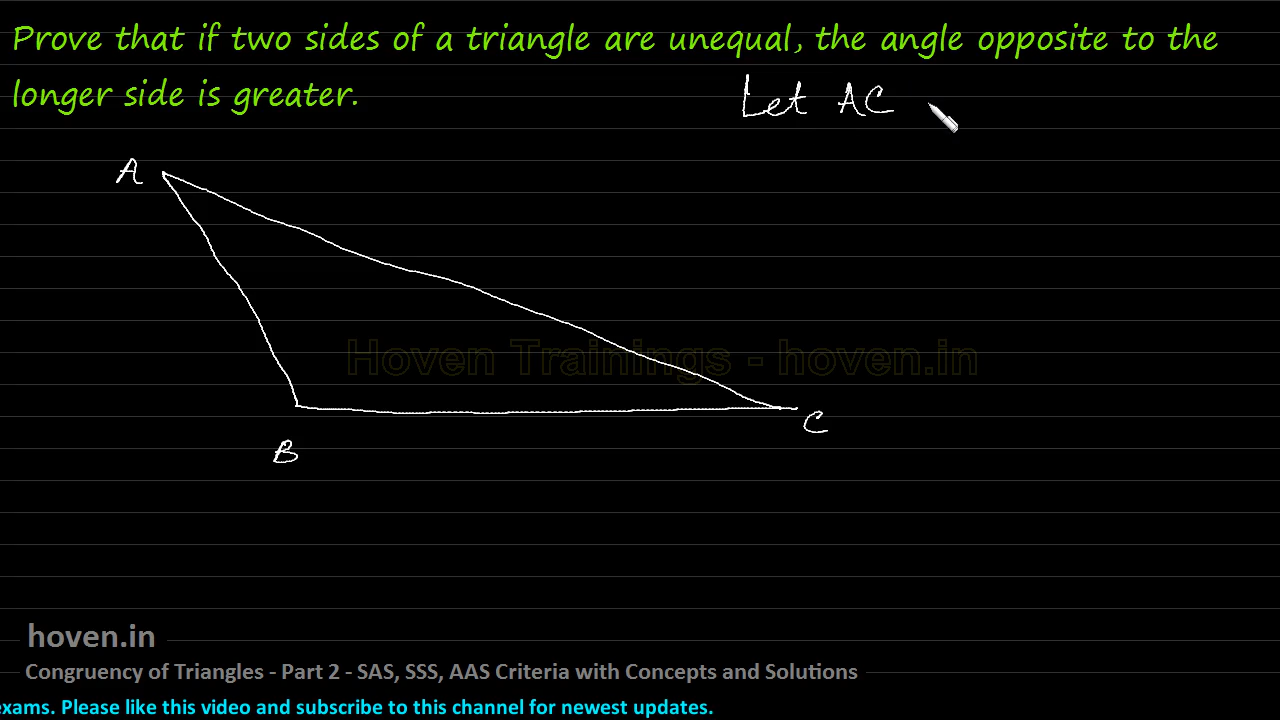 Prove that if two sides of a triangle are unequal, the angle opposite to the
longer side is greater.
Let AC
A
Hoven Trainings - hoven.in
C
B
hoven.in
Congruency of Triangles - Part 2 - SAS, SSS, AAS Criteria with Concepts and Solutions
exams. Please like this video and subscribe to this channel for newest updates.